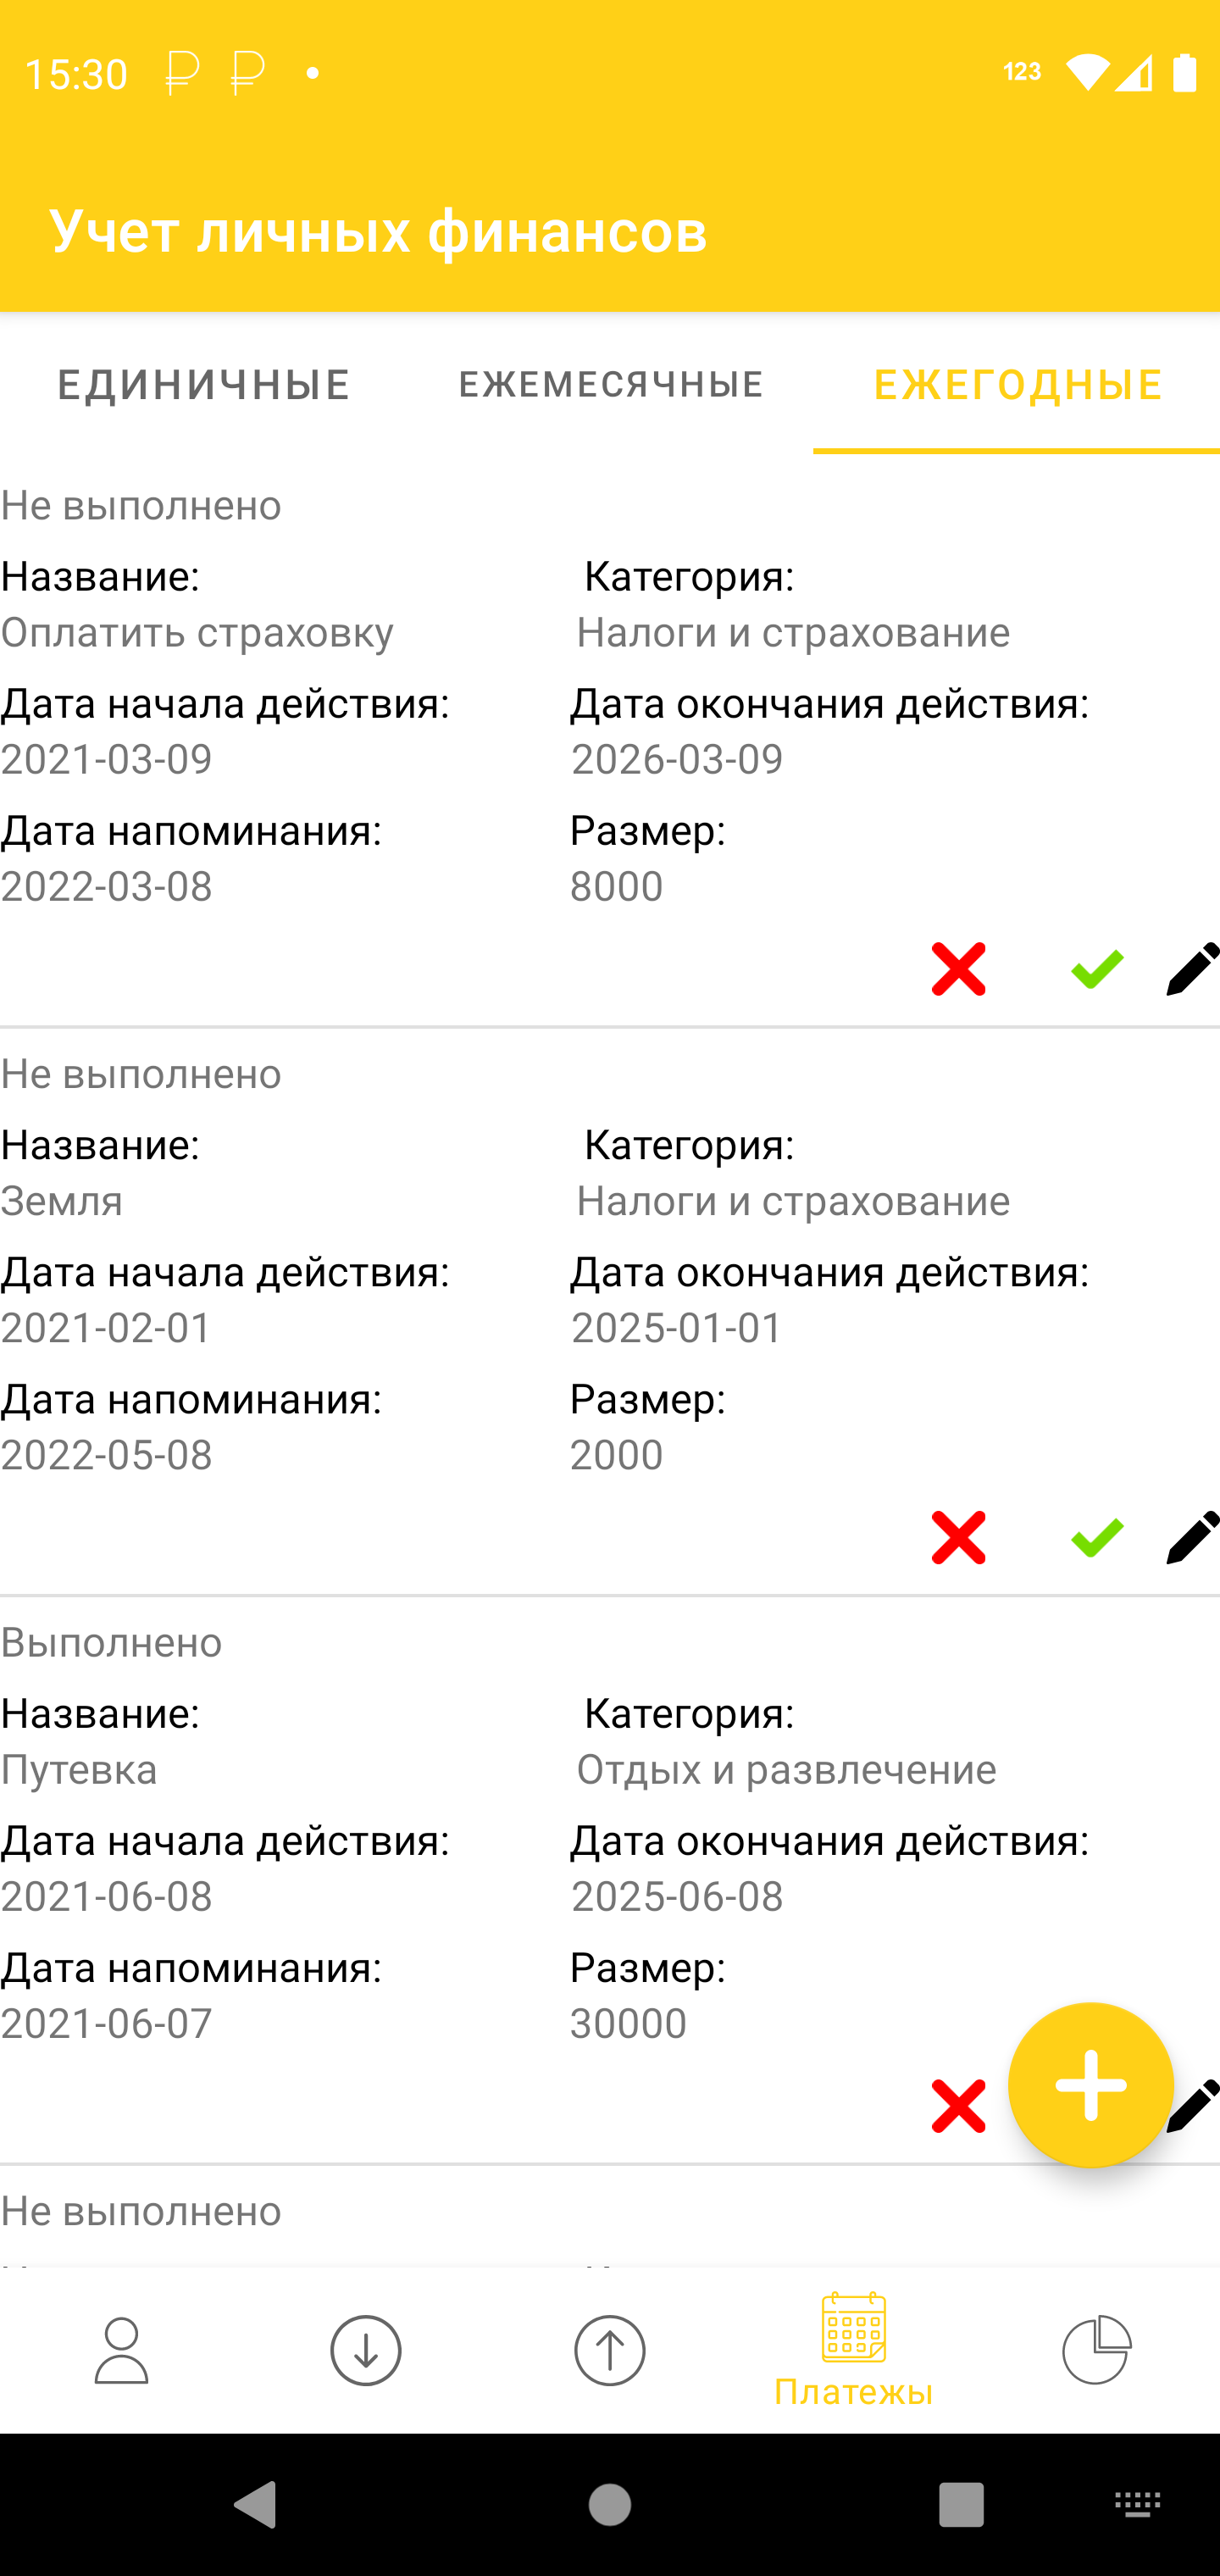 15:30 123
Учет личных финансов
ЕДИНИЧНЫЕ ЕЖЕМЕСЯЧНЫЕ ЕЖЕГОДНЫЕ
Не выполнено
Название: Категория:
Оплатить страховку Налоги и страхование
Дата начала действия: Дата окончания действия:
2021-03-09 2026-03-09
Дата напоминания: Размер:
2022-03-08 8000
Не выполнено
Название: Категория:
Земля Налоги и страхование
Дата начала действия: Дата окончания действия:
2021-02-01 2025-01-01
Дата напоминания: Размер:
2022-05-08 2000
Выполнено
Название: Категория:
Путевка Отдых и развлечение
Дата начала действия: Дата окончания действия:
2021-06-08 2025-06-08
Дата напоминания: Размер:
2021-06-07 30000
Не выполнено
Платежы